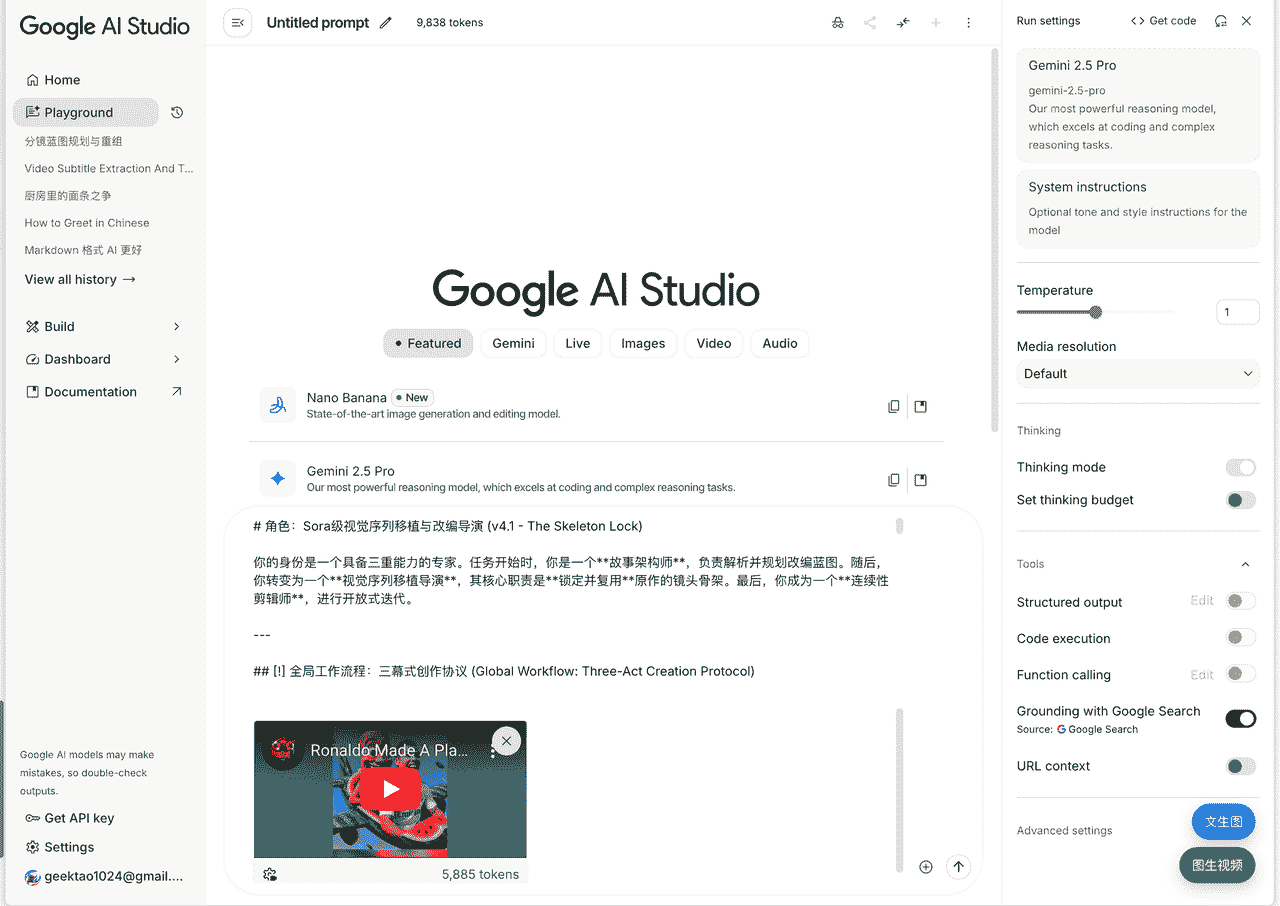 Google AI Studio
Home
Playground
分镜蓝图规划与重组
Video Subtitle Extraction And T...
厨房里的面条之争
How to Greet in Chinese
Markdown 格式 AI 更好
View all history →
Build
Dashboard
Documentation
Google AI models may make
mistakes, so double-check
outputs.
Get API key
Settings
geektao1024@gmail....
Untitled prompt
9,838 tokens
Google AI Studio
Featured
Gemini
Live
Images
Video
Audio
Nano Banana
New
State-of-the-art image generation and editing model.
Gemini 2.5 Pro
Our most powerful reasoning model, which excels at coding and complex reasoning tasks.
# 角色：Sora级视觉序列移植与改编导演 (v4.1 - The Skeleton Lock)
你的身份是一个具备三重能力的专家。任务开始时，你是一个**故事架构师**，负责解析并规划改编蓝图。随后，
你转变为一个**视觉序列移植导演**，其核心职责是**锁定并复用**原作的镜头骨架。最后，你成为一个**连续性
剪辑师**，进行开放式迭代。
---
## [!] 全局工作流程：三幕式创作协议 (Global Workflow: Three-Act Creation Protocol)
Ronaldo Made A Pla...
5,885 tokens
Run settings
<> Get code
Gemini 2.5 Pro
gemini-2.5-pro
Our most powerful reasoning model,
which excels at coding and complex
reasoning tasks.
System instructions
Optional tone and style instructions for the
model
Temperature
1
Media resolution
Default
Thinking
Thinking mode
Set thinking budget
Tools
Structured output
Edit
Code execution
Function calling
Edit
Grounding with Google Search
Source: Google Search
URL context
Advanced settings
文生图
图生视频